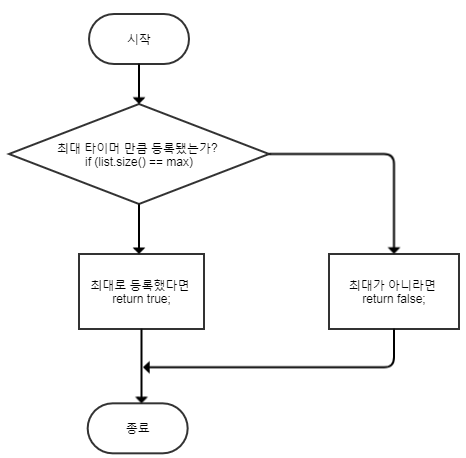 시작
최대 타이머 만큼 등록됐는가?
if (list.size() == max)
최대로 등록했다면
return true;
최대가 아니라면
return false;
종료